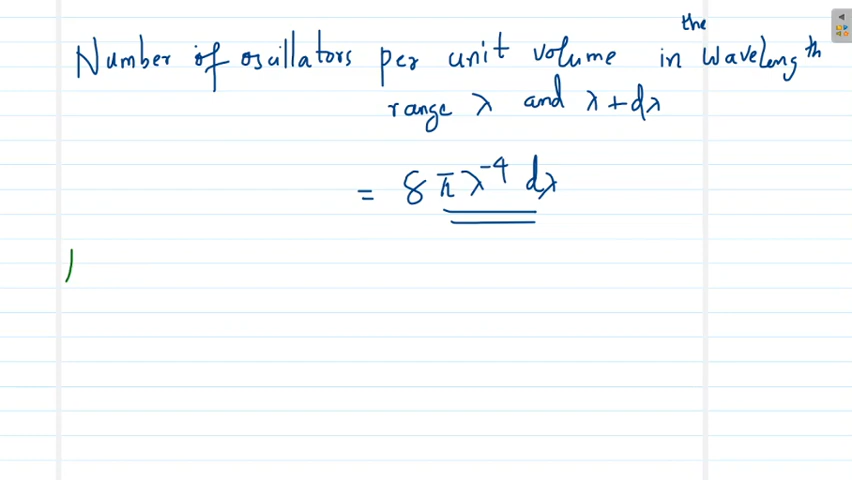 Number of oscillators per unit volume in the wavelength
range λ and λ+dλ
= 8πλ⁻⁴ dλ